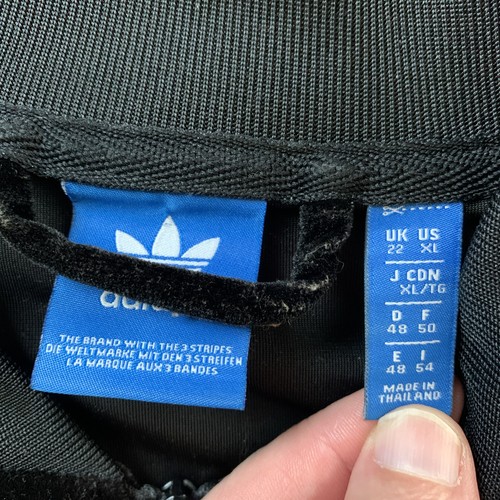 THE BRAND WITH THE 3 STRIPES
DIE WELTMARKE MIT DEN 3 STREIFEN
LA MARQUE AUX 3 BANDES
UK US
22 XL
J CDN
XL/TG
D F
48 50
E I
48 54
MADE IN
THAILAND